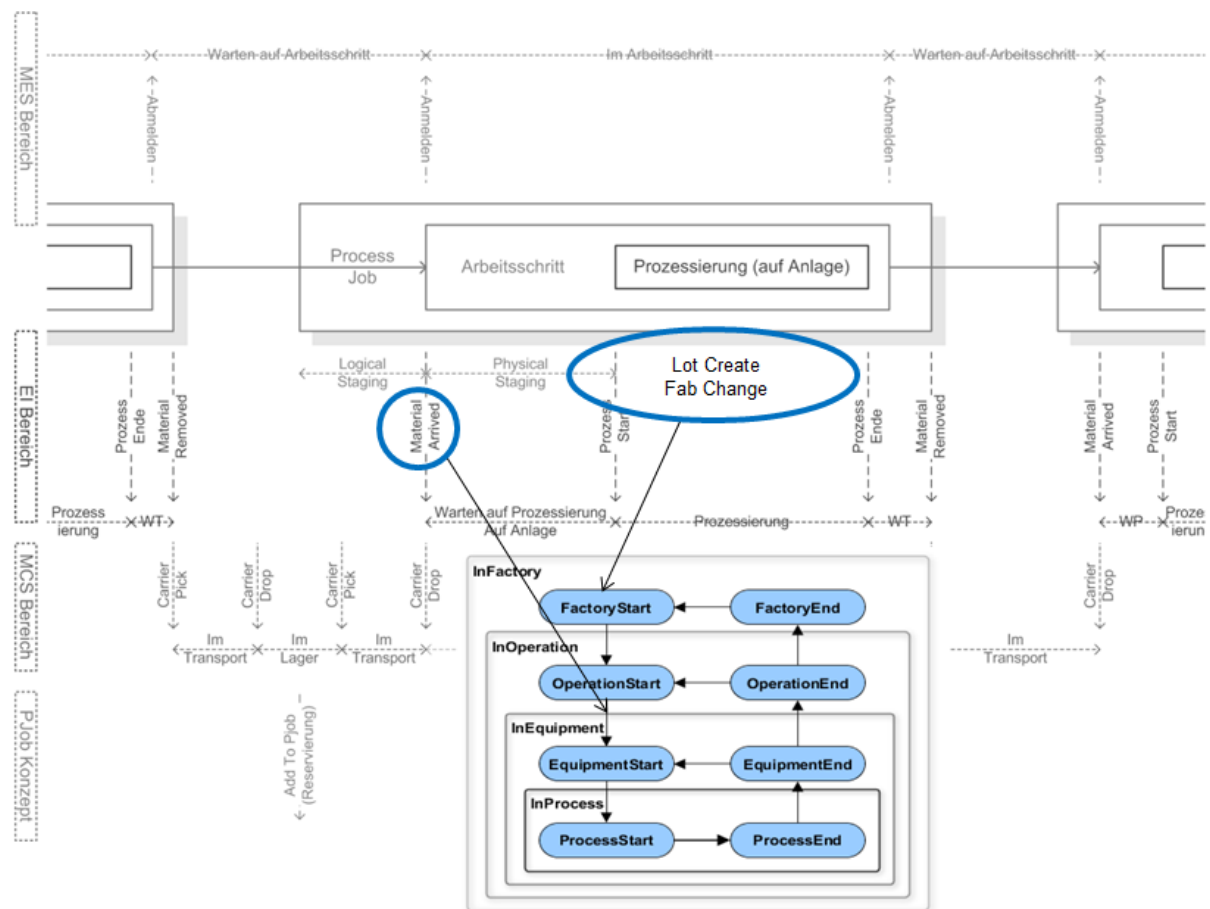 MES Bereich
Warten auf Arbeitsschritt
Im Arbeitsschritt
Warten auf Arbeitsschritt
Abmelden
Anmelden
Abmelden
Anmelden
Process
Job
Arbeitsschritt
Prozessierung (auf Anlage)
EI Bereich
Logical
Staging
Physical
Staging
Lot Create
Fab Change
Prozess
Ende
Material
Removed
Material
Arrived
Prozess
Start
Prozess
Ende
Material
Removed
Material
Arrived
Prozess
Start
Prozess
ierung
WT
Warten auf Prozessierung
Auf Anlage
Prozessierung
WT
WP
Proze
ierun
MCS Bereich
Carrier
Pick
Carrier
Drop
Carrier
Pick
Carrier
Drop
Carrier
Drop
Im
Transport
Im
Lager
Im
Transport
Im
Transport
InFactory
FactoryStart
FactoryEnd
InOperation
OperationStart
OperationEnd
InEquipment
EquipmentStart
EquipmentEnd
InProcess
ProcessStart
ProcessEnd
PJob Konzept
Add To Pjob
(Reservierung)